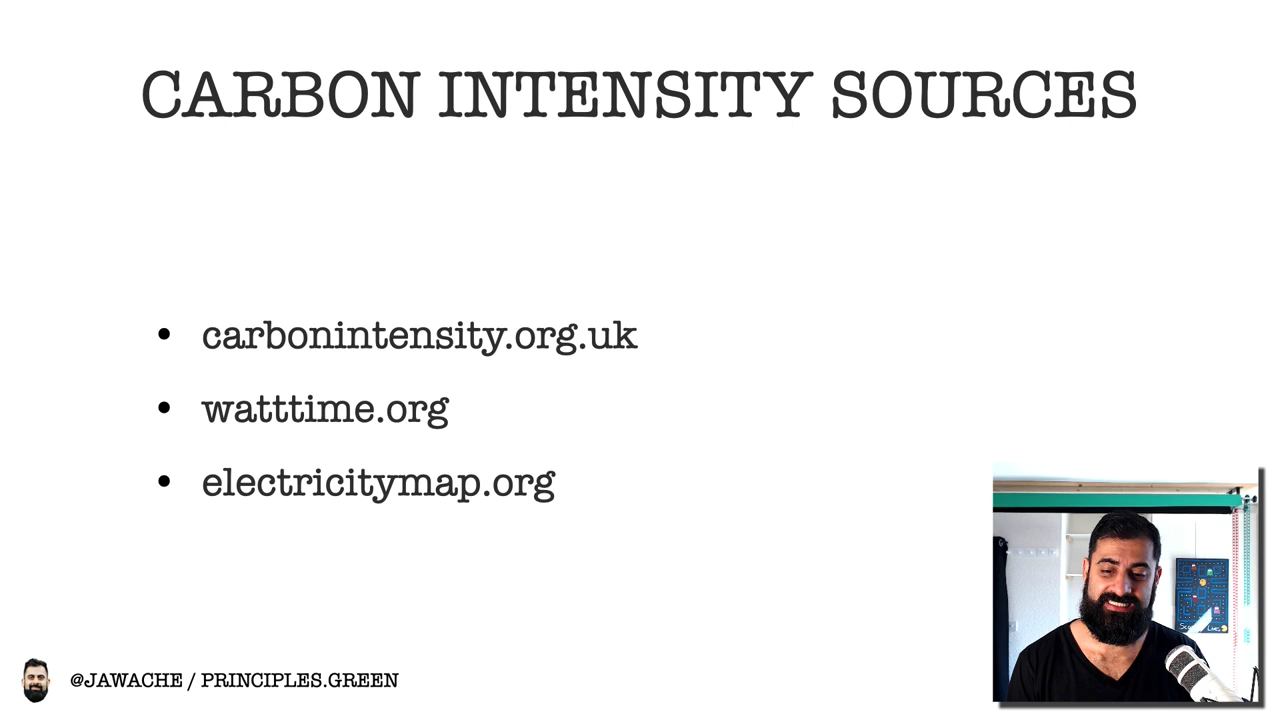 CARBON INTENSITY SOURCES
• carbonintensity.org.uk
• watttime.org
• electricitymap.org
@JAWACHE / PRINCIPLES.GREEN